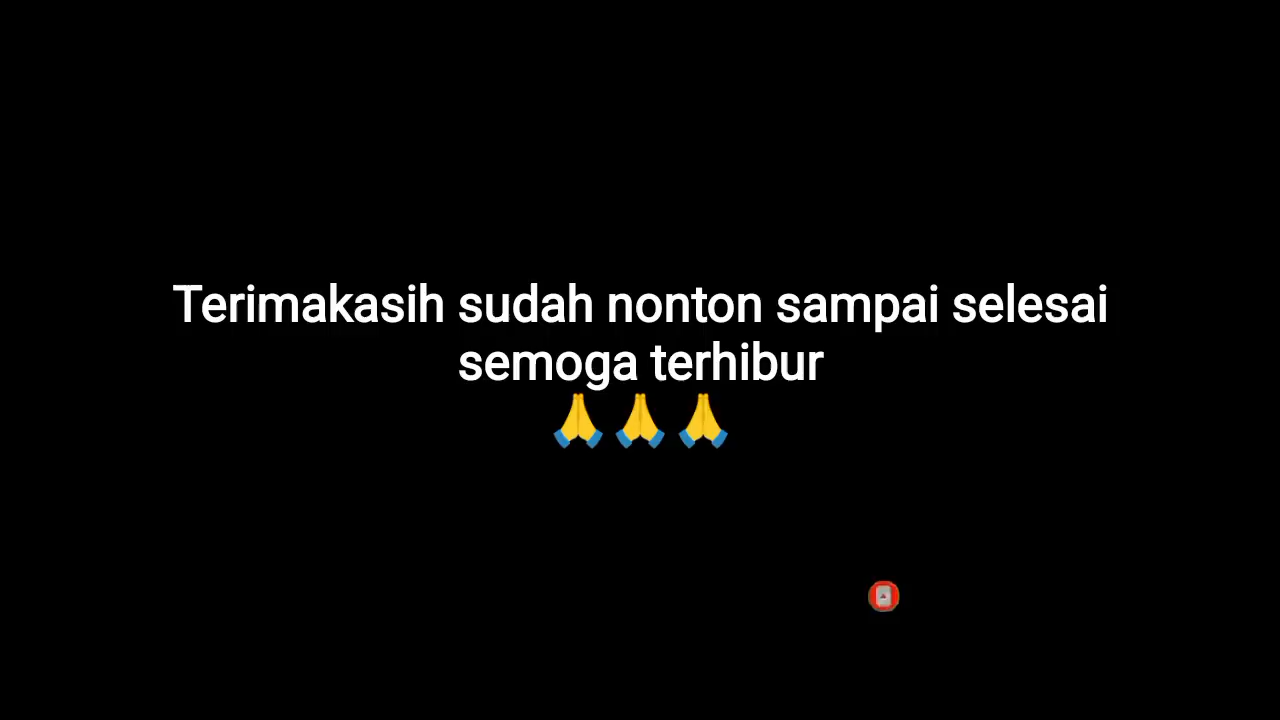 Terimakasih sudah nonton sampai selesai
semoga terhibur
🙏🙏🙏